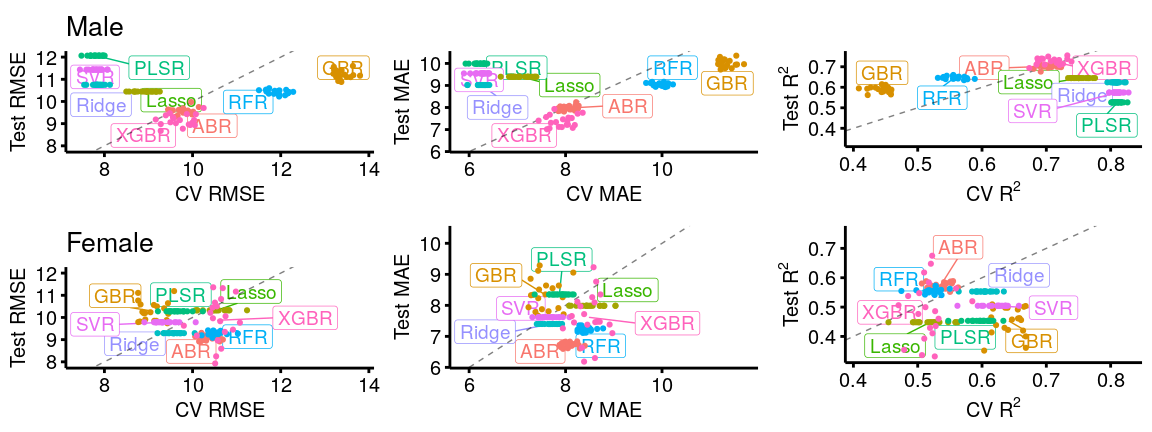 Male
Test RMSE
12
11
10
9
8
PLSR
SVR
Ridge
Lasso
XGBR
ABR
RFR
GBR
8
10
12
14
CV RMSE
Test MAE
10
9
8
7
6
PLSR
SVR
Ridge
Lasso
XGBR
ABR
RFR
GBR
6
8
10
CV MAE
Test R²
0.7
0.6
0.5
0.4
GBR
RFR
ABR
XGBR
Lasso
Ridge
SVR
PLSR
0.4
0.5
0.6
0.7
0.8
CV R²
Female
Test RMSE
12
11
10
9
8
GBR
PLSR
Lasso
SVR
XGBR
Ridge
ABR
RFR
8
10
12
14
CV RMSE
Test MAE
10
9
8
7
6
PLSR
GBR
Lasso
SVR
XGBR
Ridge
ABR
RFR
6
8
10
CV MAE
Test R²
0.7
0.6
0.5
0.4
ABR
RFR
Ridge
XGBR
SVR
Lasso
PLSR
GBR
0.4
0.5
0.6
0.7
0.8
CV R²